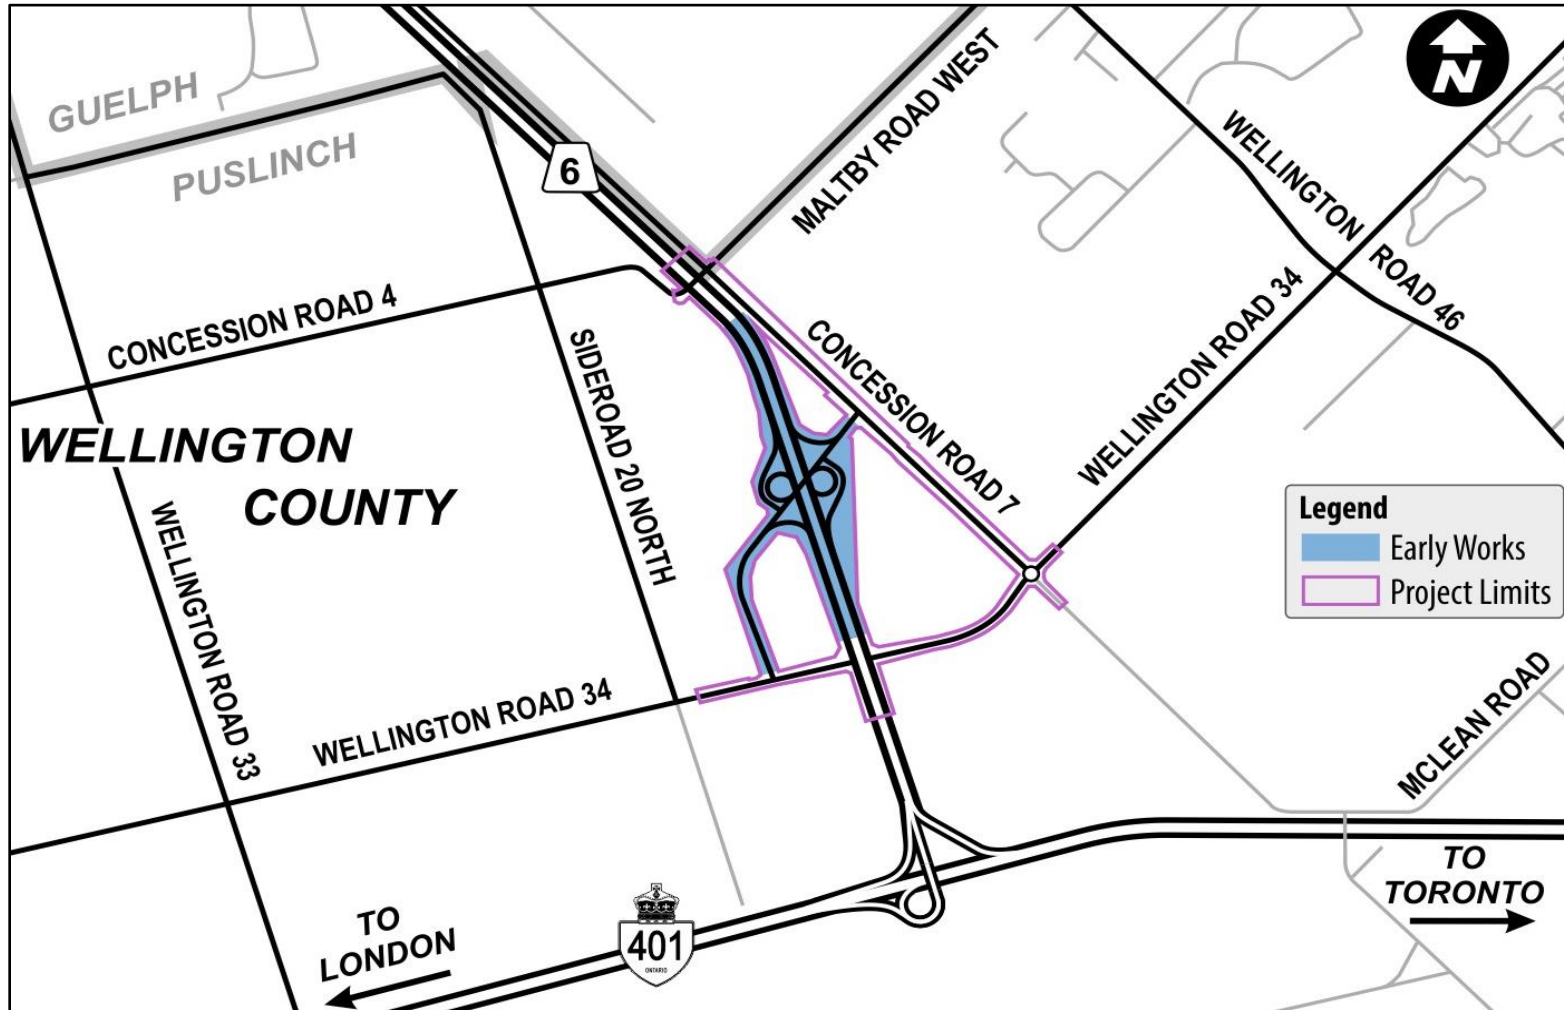 GUELPH
PUSLINCH
6
MALTBY ROAD WEST
N
WELLINGTON ROAD 46
CONCESSION ROAD 4
SIDEROAD 20 NORTH
CONCESSION ROAD 7
WELLINGTON ROAD 34
WELLINGTON
COUNTY
WELLINGTON ROAD 33
Legend
Early Works
Project Limits
WELLINGTON ROAD 34
MCLEAN ROAD
TO
LONDON
401
ONTARIO
TO
TORONTO